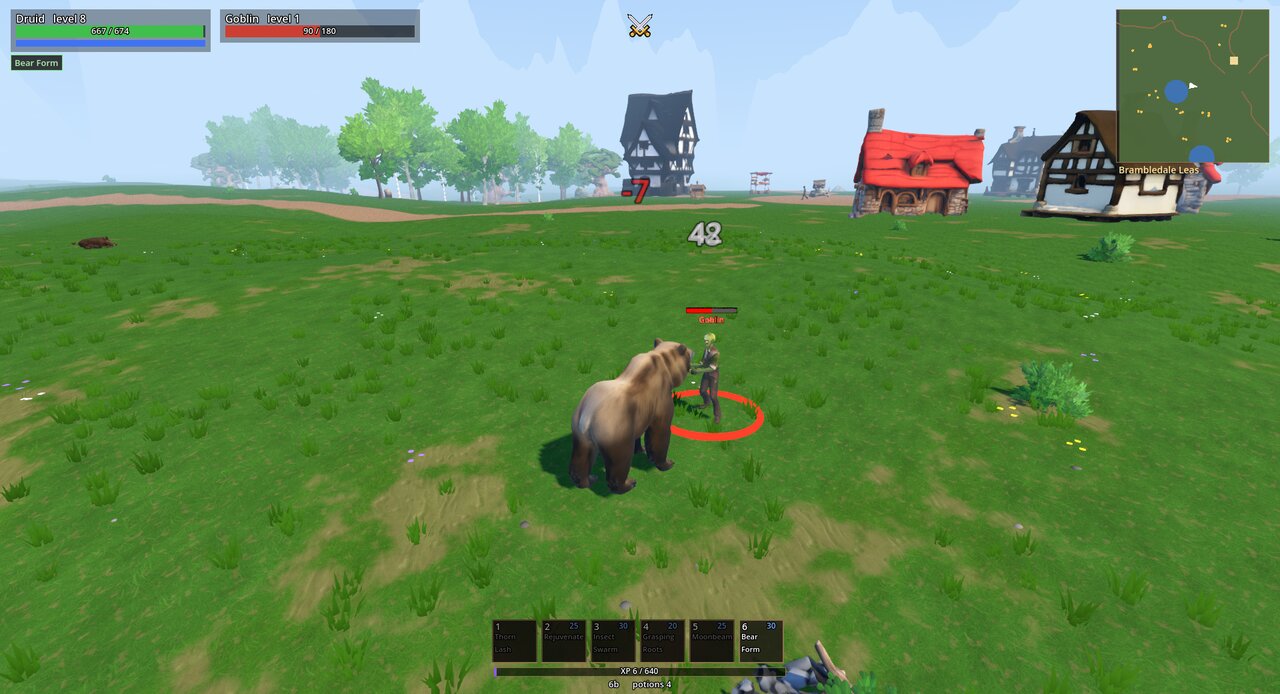 Druid level 8
667 / 674
Bear Form
Goblin level 1
90 / 180
Brambledale Leas
-7
48
Goblin
1
Thorn
Lash
2 25
Rejuvenate
3 30
Insect
Swarm
4 20
Grasping
Roots
5 25
Moonbeam
6 30
Bear
Form
XP 6 / 640
6b potions 4